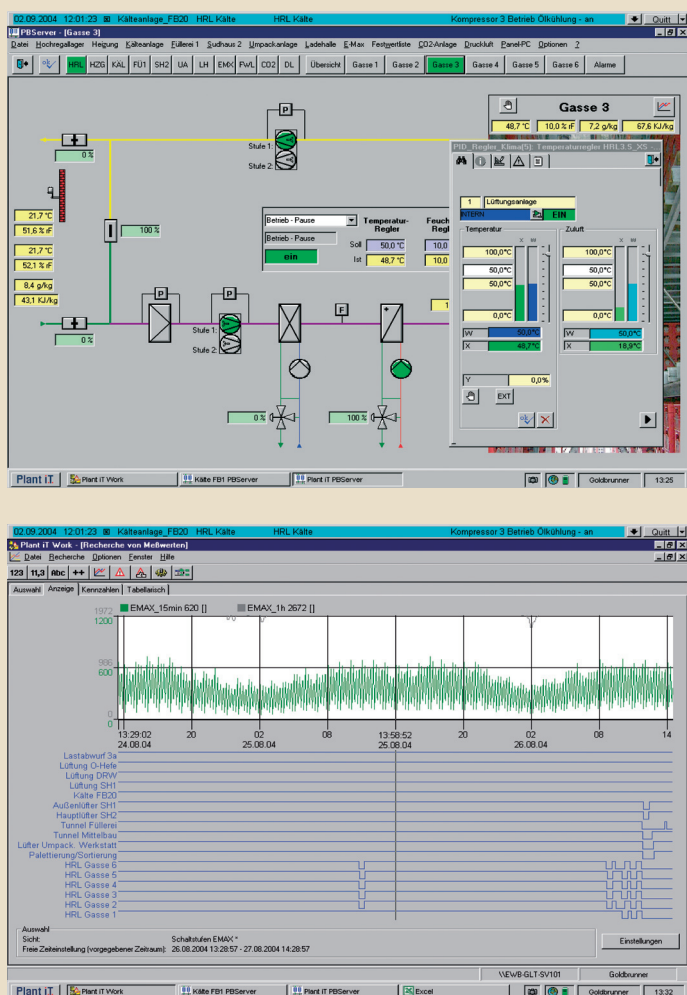 02.09.2004 12:01:23 Kälteanlage_FB20 HRL Kälte Kompressor 3 Betrieb Ölkühlung - an Quitt
PBServer - [Gasse 3]
Datei Hochregallager Heizung Kälteanlage Füllerei 1 Sudhaus 2 Umpackanlage Ladehalle E-Max Festwertliste CO2-Anlage Druckluft Panel-PC Optionen ?
ok HRL HZG KÄL FÜ1 SH2 UA LH EMX FWL CO2 DL Übersicht Gasse 1 Gasse 2 Gasse 3 Gasse 4 Gasse 5 Gasse 6 Alarme
Gasse 3
48,7 °C 10,0 % rF 7,2 g/kg 67,6 KJ/kg
P
Stufe 1:
Stufe 2:
0 %
21,7 °C
51,6 % rF
21,7 °C
52,1 % rF
8,4 g/kg
43,1 KJ/kg
100 %
0 %
Betrieb - Pause
Betrieb - Pause
ein
Temperatur-Regler
Feuch
Regl
Soll 50,0 °C 10,0
Ist 48,7 °C 10,0
P
P
Stufe 1:
Stufe 2:
F
+
1
0 %
100 %
PID_Regler_Klima(5): Temperaturregler HRL3.S_XS -...
1 Lüftungsanlage
INTERN EIN
Temperatur Zuluft
X W X W
100,0°C 100,0°C
50,0°C 50,0°C
50,0°C 50,0°C
0,0°C 0,0°C
W 50,0°C W 50,0°C
X 48,7°C X 18,9°C
Y 0,0%
EXT
ok
Plant iT Plant iT Work Kälte FB1 PBServer Plant iT PBServer Goldbrunner 13:25
02.09.2004 12:01:23 Kälteanlage_FB20 HRL Kälte HRL Kälte Kompressor 3 Betrieb Ölkühlung - an Quitt
Plant iT Work - [Recherche von Meßwerten]
Datei Recherche Optionen Fenster Hilfe
123 11,3 Abc ++
Auswahl Anzeige Kennzahlen Tabellarisch
EMAX_15min 620 [] EMAX_1h 2672 []
1972
1200
986
600
0
0
13:29:02 20 02 08 13:58:52 20 02 08 14
24.08.04 25.08.04 25.08.04 26.08.04
Lastabwurf 3a
Lüftung O-Hefe
Lüftung DRW
Lüftung SH1
Kälte FB20
Außenlüfter SH1
Hauptlüfter SH2
Tunnel Füllerei
Tunnel Mittelbau
Lüfter Umpack. Werkstatt
Palettierung/Sortierung
HRL Gasse 6
HRL Gasse 5
HRL Gasse 4
HRL Gasse 3
HRL Gasse 2
HRL Gasse 1
Auswahl
Sicht: Schaltstufen EMAX *
Freie Zeiteinstellung (vorgegebener Zeitraum): 26.08.2004 13:28:57 - 27.08.2004 14:28:57
Einstellungen
\\EWB-GLT-SV101 Goldbrunner
Plant iT Plant iT Work Kälte FB1 PBServer Plant iT PBServer Excel Goldbrunner 13:32